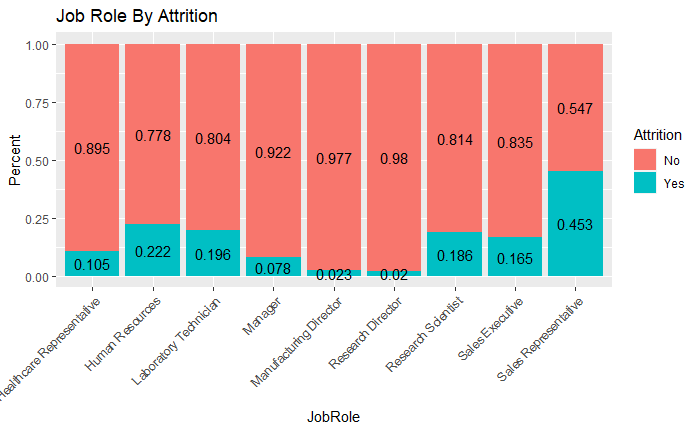 Job Role By Attrition
Percent
1.00
0.75
0.50
0.25
0.00
0.895
0.778
0.804
0.922
0.977
0.98
0.814
0.835
0.547
0.105
0.222
0.196
0.078
0.023
0.02
0.186
0.165
0.453
Healthcare Representative
Human Resources
Laboratory Technician
Manager
Manufacturing Director
Research Director
Research Scientist
Sales Executive
Sales Representative
JobRole
Attrition
No
Yes